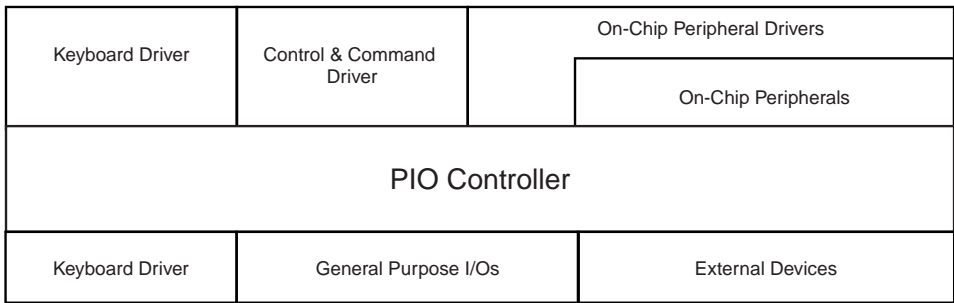 Keyboard Driver
Control & Command
Driver
On-Chip Peripheral Drivers
On-Chip Peripherals
PIO Controller
Keyboard Driver
General Purpose I/Os
External Devices